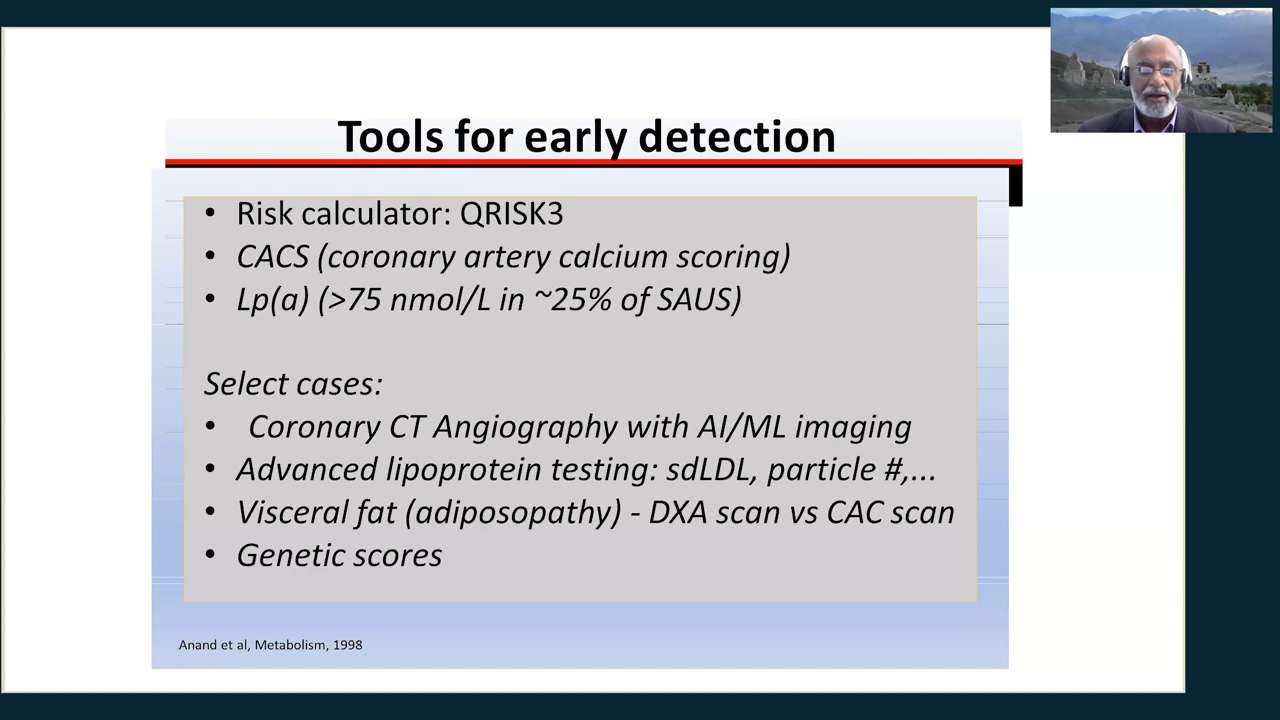 Tools for early detection
• Risk calculator: QRISK3
• CACS (coronary artery calcium scoring)
• Lp(a) (>75 nmol/L in ~25% of SAUS)
Select cases:
• Coronary CT Angiography with AI/ML imaging
• Advanced lipoprotein testing: sdLDL, particle #,...
• Visceral fat (adiposopathy) - DXA scan vs CAC scan
• Genetic scores
Anand et al, Metabolism, 1998